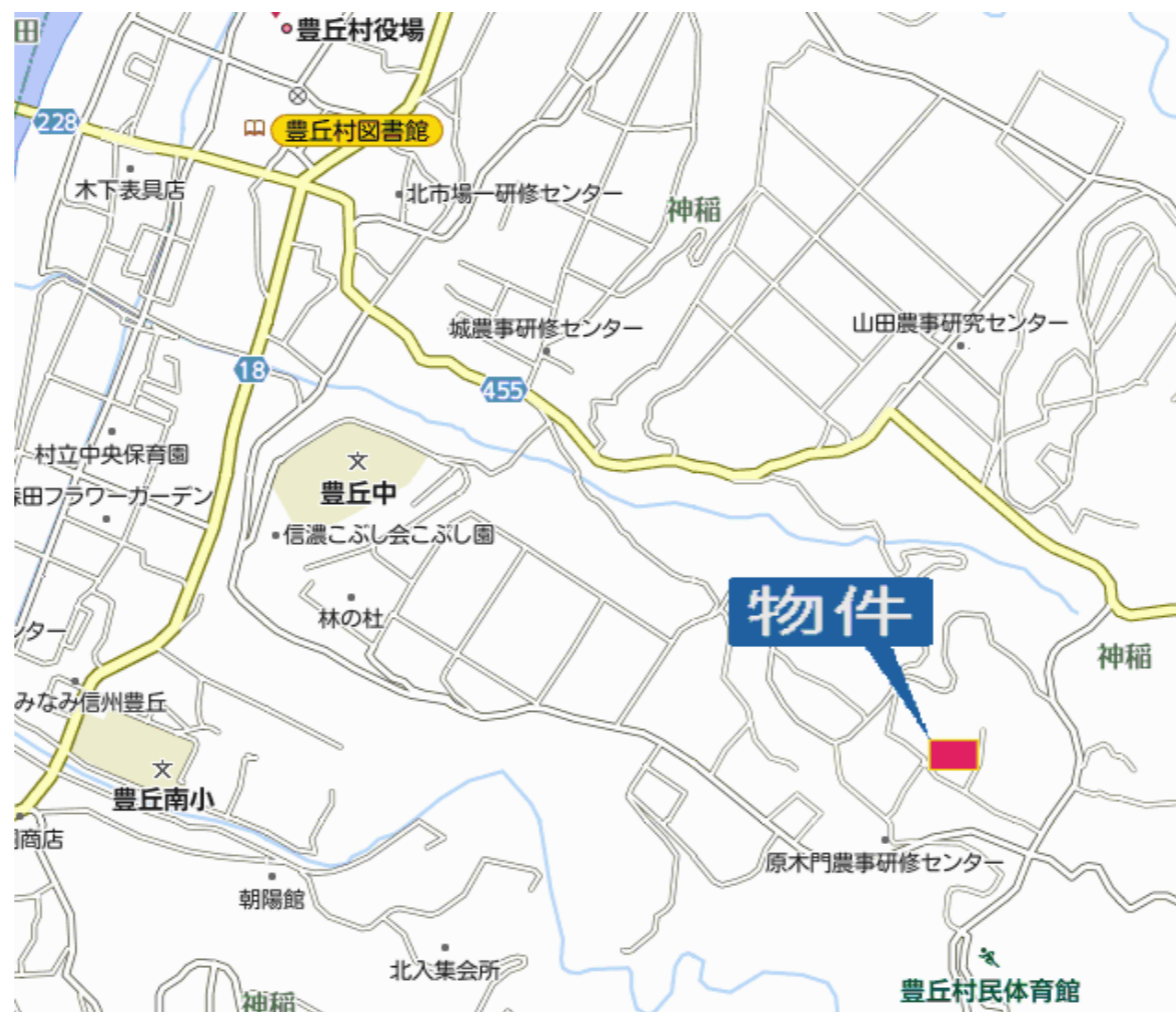 田
豊丘村役場
228
豊丘村図書館
木下表具店
北市場一研修センター
神稲
城農事研修センター
山田農事研究センター
18
455
村立中央保育園
豊丘中
田フラワーガーデン
信濃こぶし会こぶし園
物件
林の杜
ンター
神稲
みなみ信州豊丘
豊丘南小
商店
原木門農事研修センター
朝陽館
北入集会所
豊丘村民体育館
神稲